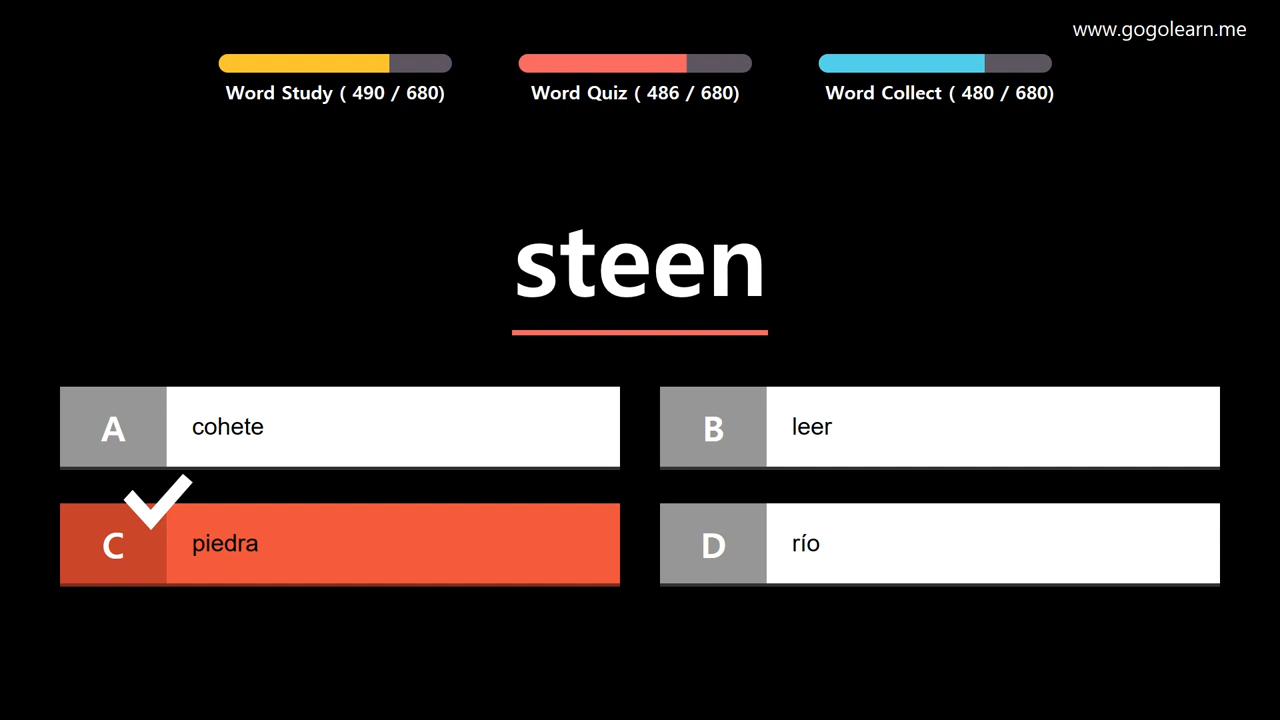 www.gogolearn.me
Word Study ( 490 / 680)
Word Quiz ( 486 / 680)
Word Collect ( 480 / 680)
steen
A cohete
B leer
C piedra
D río